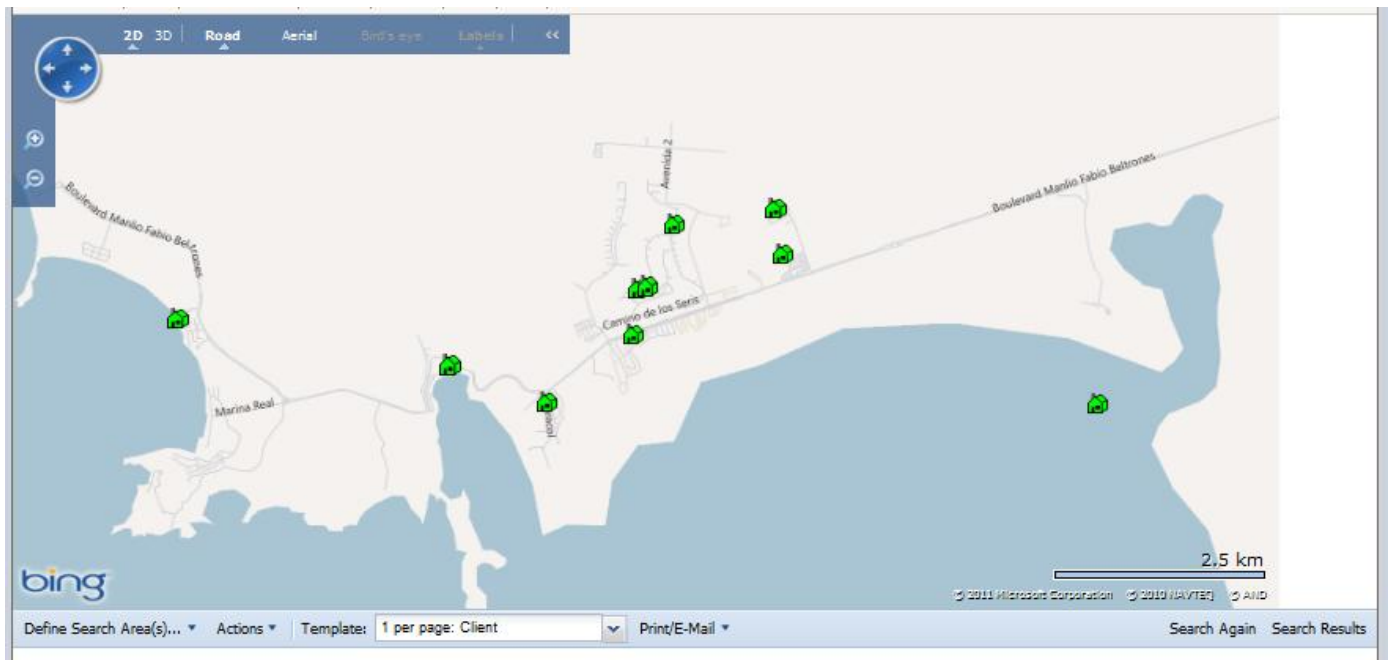 2D 3D Road Aerial Bird's eye Labels <<
Avenida 2
Boulevard Manlio Fabio Beltrones
Boulevard Manlio Fabio Beltrones
Camino de los Seris
Marina Real
2.5 km
bing
© 2011 Microsoft Corporation © 2010 NAVTEQ © AND
Define Search Area(s)... Actions Template: 1 per page: Client Print/E-Mail Search Again Search Results